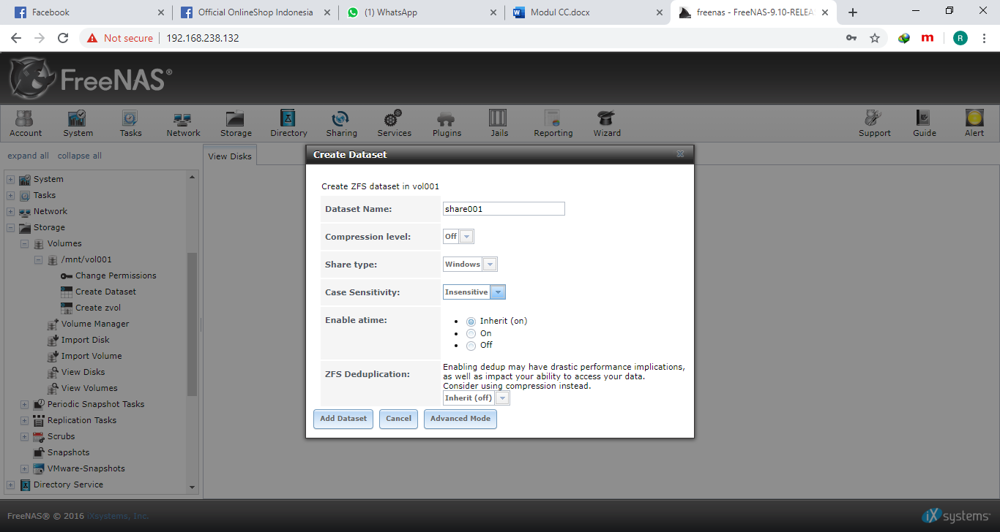 Facebook
Official OnlineShop Indonesia
(1) WhatsApp
Modul CC.docx
freenas - FreeNAS-9.10-RELEA
Not secure
192.168.238.132
R
FreeNAS®
Account
System
Tasks
Network
Storage
Directory
Sharing
Services
Plugins
Jails
Reporting
Wizard
Support
Guide
Alert
expand all collapse all
System
Tasks
Network
Storage
Volumes
/mnt/vol001
Change Permissions
Create Dataset
Create zvol
Volume Manager
Import Disk
Import Volume
View Disks
View Volumes
Periodic Snapshot Tasks
Replication Tasks
Scrubs
Snapshots
VMware-Snapshots
Directory Service
View Disks
Create Dataset
Create ZFS dataset in vol001
Dataset Name: share001
Compression level: Off
Share type: Windows
Case Sensitivity: Insensitive
Enable atime:
Inherit (on)
On
Off
ZFS Deduplication:
Enabling dedup may have drastic performance implications,
as well as impact your ability to access your data.
Consider using compression instead.
Inherit (off)
Add Dataset Cancel Advanced Mode
FreeNAS® © 2016 iXsystems, Inc.
iXsystems